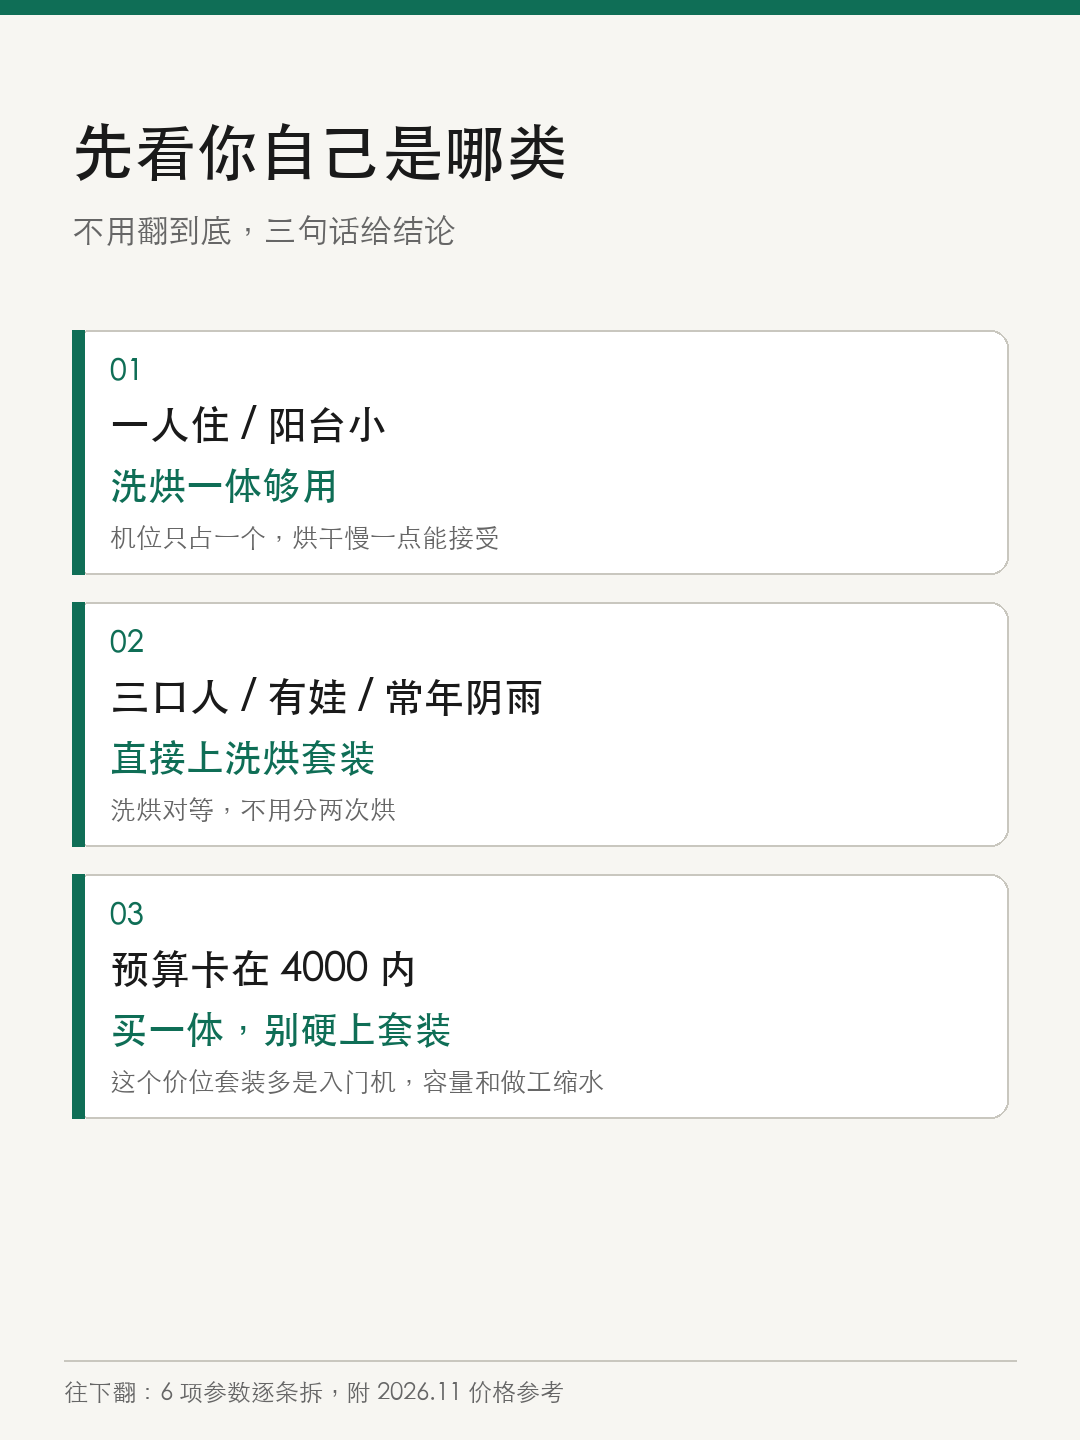 先看你自己是哪类
不用翻到底，三句话给结论
01
一人住 / 阳台小
洗烘一体够用
机位只占一个，烘干慢一点能接受
02
三口人 / 有娃 / 常年阴雨
直接上洗烘套装
洗烘对等，不用分两次烘
03
预算卡在 4000 内
买一体，别硬上套装
这个价位套装多是入门机，容量和做工缩水
往下翻：6 项参数逐条拆，附 2026.11 价格参考